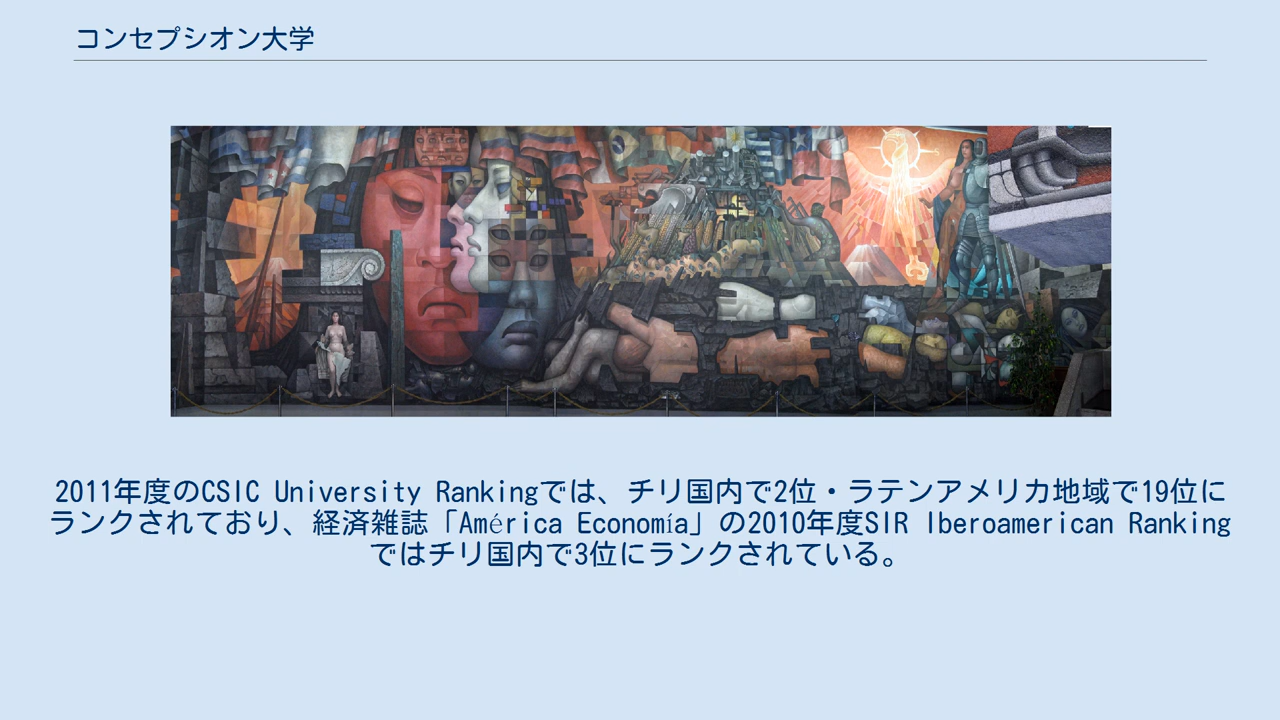 コンセプシオン大学
2011年度のCSIC University Rankingでは、チリ国内で2位・ラテンアメリカ地域で19位に
ランクされており、経済雑誌「América Economía」の2010年度SIR Iberoamerican Ranking
ではチリ国内で3位にランクされている。